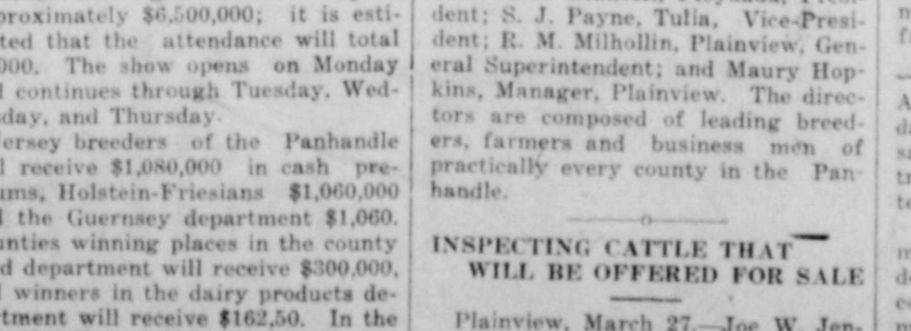 proximately $6,500,000; it is esti-
ted that the attendance will total
000. The show opens on Monday
continues through Tuesday, Wed-
sday, and Thursday.
ersey breeders of the Panhandle
l receive $1,080,000 in cash pre-
ums, Holstein-Friesians $1,060,000
the Guernsey department $1,060.
unties winning places in the county
d department will receive $300,000,
winners in the dairy products de-
tment will receive $162,50. In the
dent; S. J. Payne, Tulia, Vice-Presi-
dent; R. M. Milhollin, Plainview, Gen-
eral Superintendent; and Maury Hop-
kins, Manager, Plainview. The direc-
tors are composed of leading breed-
ers, farmers and business men of
practically every county in the Pan-
handle.
INSPECTING CATTLE THAT
WILL BE OFFERED FOR SALE
Plainview, March 27.—Joe W. Jen-